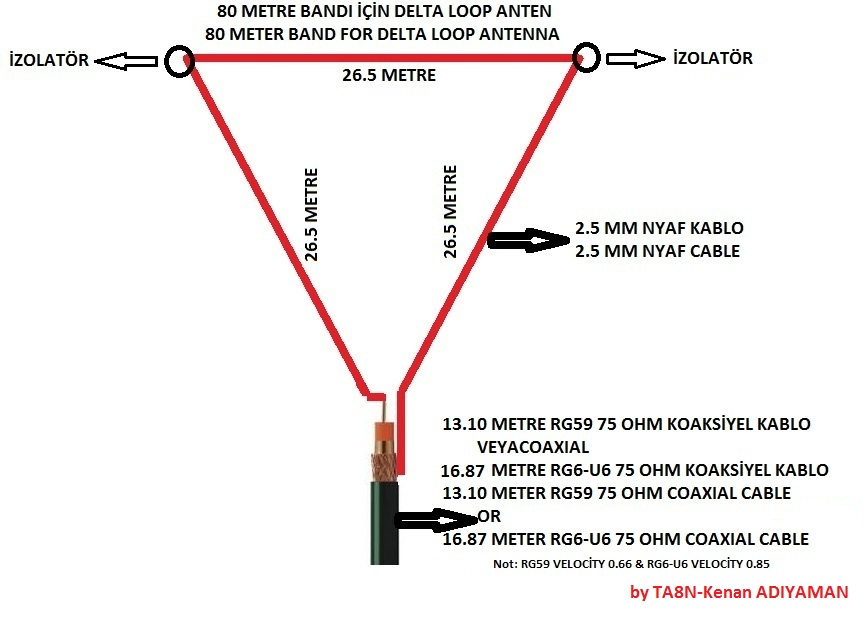 80 METRE BANDI İÇİN DELTA LOOP ANTEN
80 METER BAND FOR DELTA LOOP ANTENNA
İZOLATÖR
İZOLATÖR
26.5 METRE
26.5 METRE
26.5 METRE
2.5 MM NYAF KABLO
2.5 MM NYAF CABLE
13.10 METRE RG59 75 OHM KOAKSİYEL KABLO
VEYACOAXIAL
16.87 METRE RG6-U6 75 OHM KOAKSİYEL KABLO
13.10 METER RG59 75 OHM COAXIAL CABLE
OR
16.87 METER RG6-U6 75 OHM COAXIAL CABLE
Not: RG59 VELOCİTY 0.66 & RG6-U6 VELOCİTY 0.85
by TA8N-Kenan ADIYAMAN